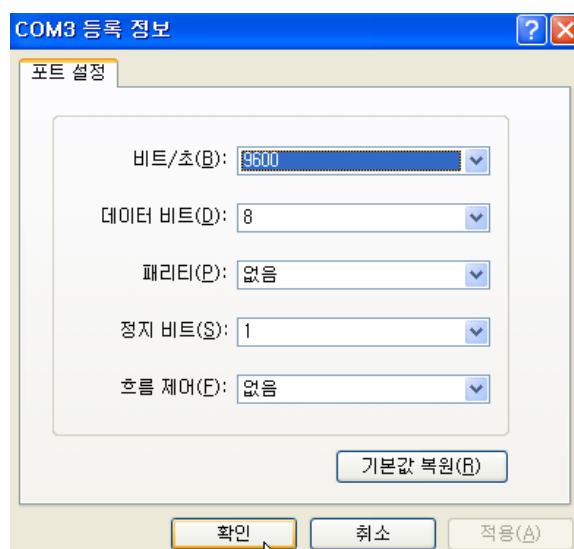 COM3 등록 정보
포트 설정
비트/초(B): 9600
데이터 비트(D): 8
패리티(P): 없음
정지 비트(S): 1
흐름 제어(F): 없음
기본값 복원(R)
확인 취소 적용(A)